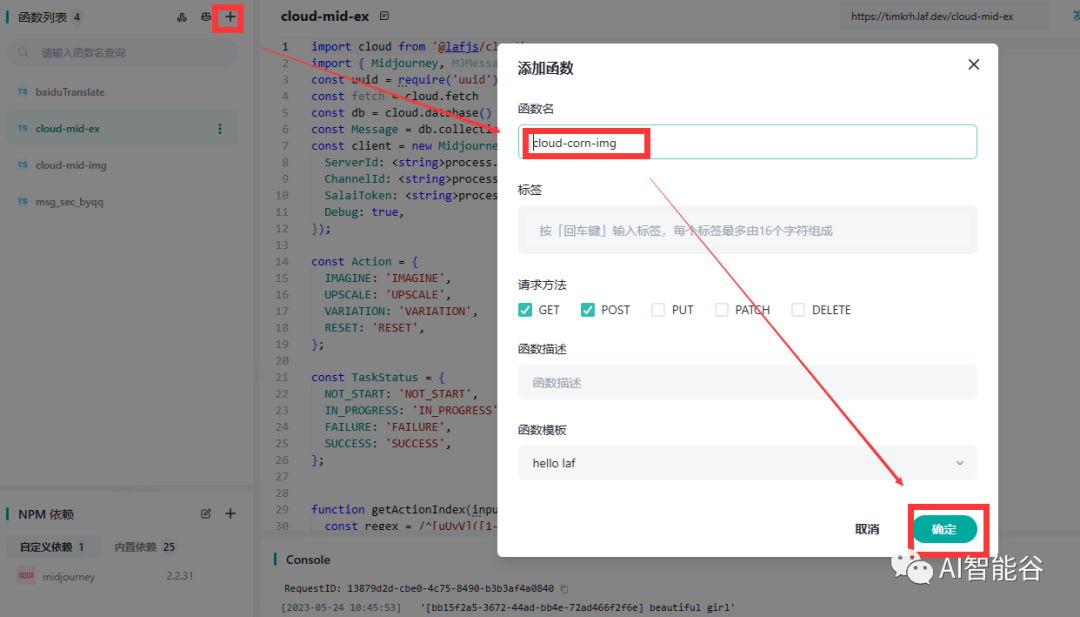 函数列表 4
请输入函数名查询
TS baiduTranslate
TS cloud-mid-ex
TS cloud-mid-img
TS msg_sec_byqq
NPM 依赖
自定义依赖 1 内置依赖 25
midjourney 2.2.31
cloud-mid-ex
https://timkrh.laf.dev/cloud-mid-ex
1 import cloud from '@lafjs/cl
2 import { Midjourney, MJMessa
3 const uuid = require('uuid')
4 const fetch = cloud.fetch
5 const db = cloud.database()
6 const Message = db.collecti
7 const client = new Midjourne
8 ServerId: <string>process.
9 ChannelId: <string>process
10 SalaiToken: <string>proces
11 Debug: true,
12 });
13
14 const Action = {
15 IMAGINE: 'IMAGINE',
16 UPSCALE: 'UPSCALE',
17 VARIATION: 'VARIATION',
18 RESET: 'RESET',
19 };
20
21 const TaskStatus = {
22 NOT_START: 'NOT_START',
23 IN_PROGRESS: 'IN_PROGRESS'
24 FAILURE: 'FAILURE',
25 SUCCESS: 'SUCCESS',
26 };
27
28
29 function getActionIndex(inpu
30 const regex = /^[uUvV]([1-
添加函数
函数名
cloud-corn-img
标签
按「回车键」输入标签，每个标签最多由16个字符组成
请求方法
GET POST PUT PATCH DELETE
函数描述
函数描述
函数模板
hello laf
取消 确定
AI智能谷
Console
RequestID: 13879d2d-cbe0-4c75-8490-b3b3af4a0840
[2023-05-24 10:45:53] '[bb15f2a5-3672-44ad-bb4e-72ad466f2f6e] beautiful girl'